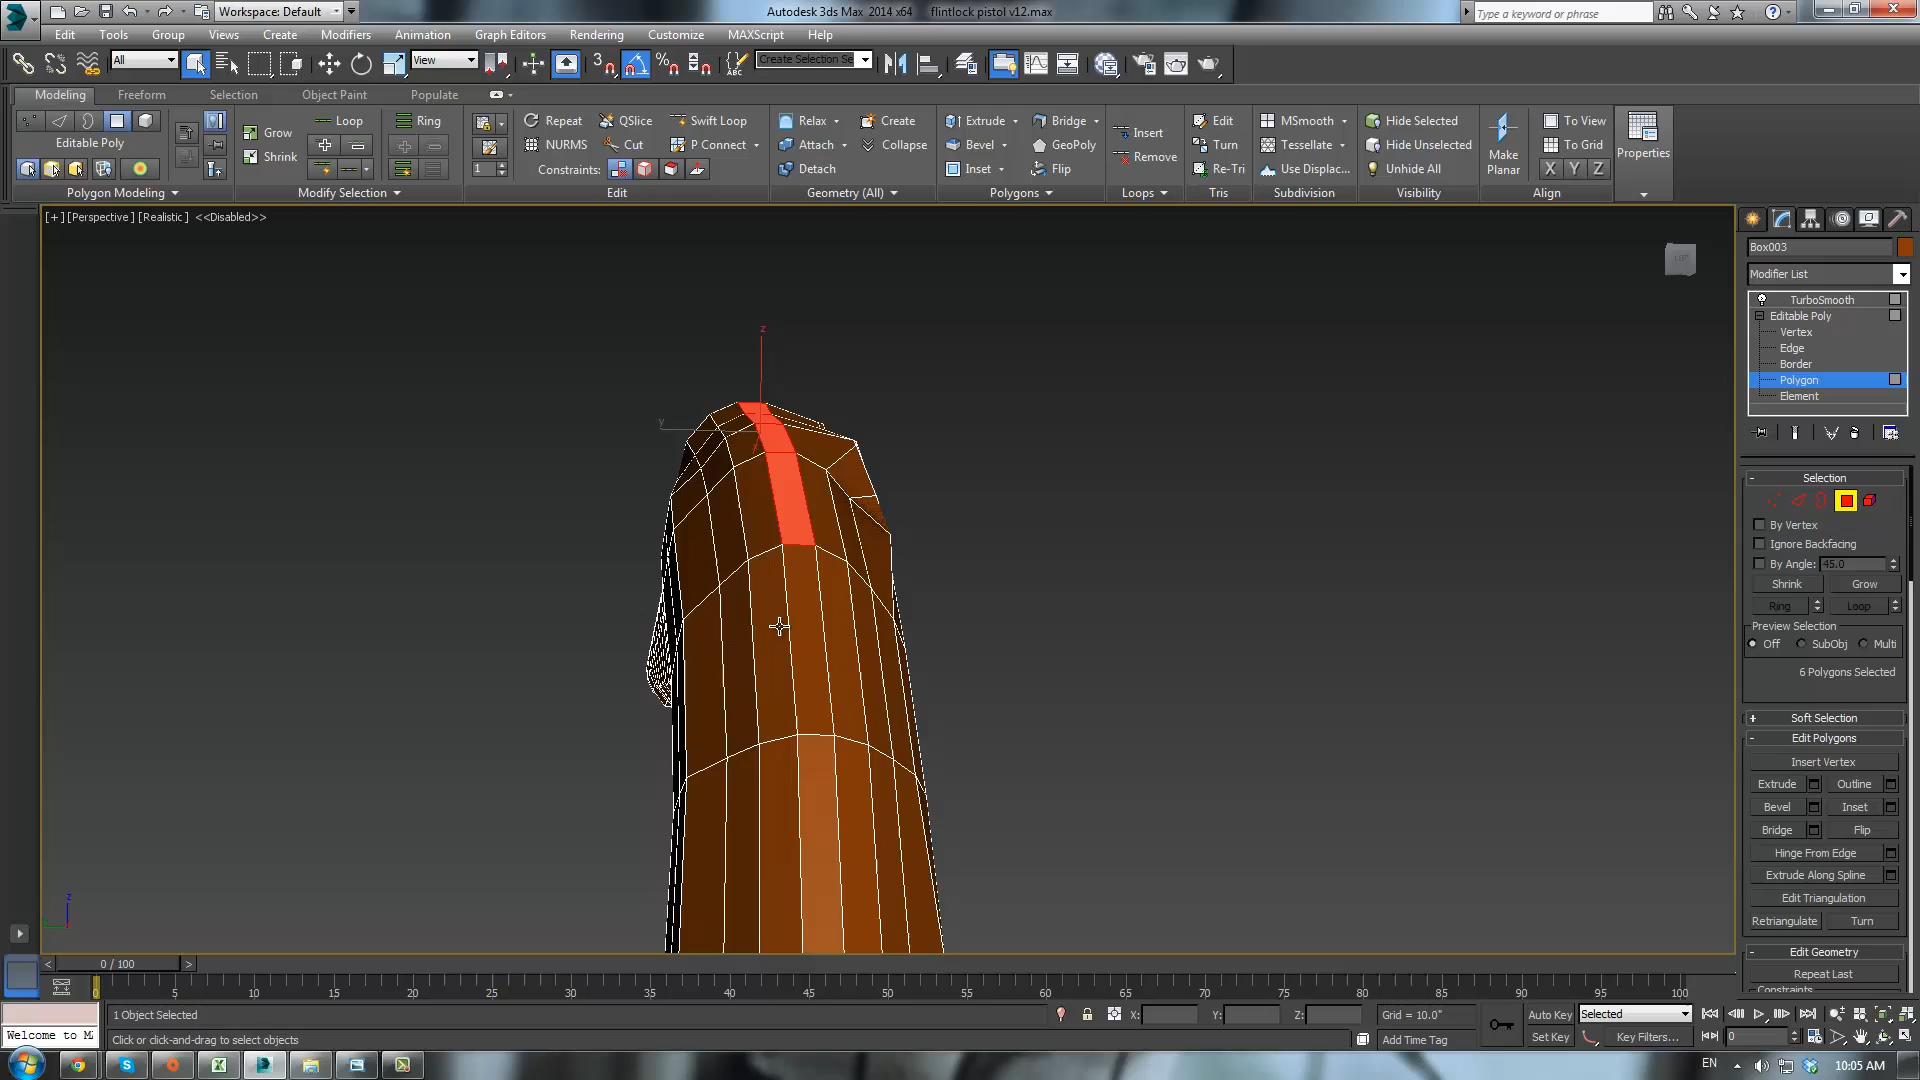 Workspace: Default
Autodesk 3ds Max 2014 x64 flintlock pistol v12.max
Type a keyword or phrase
Edit Tools Group Views Create Modifiers Animation Graph Editors Rendering Customize MAXScript Help
All View Create Selection Se
Modeling Freeform Selection Object Paint Populate
Editable Poly
Grow
Shrink
Loop Ring
Repeat QSlice Swift Loop
NURMS Cut P Connect
1 Constraints:
Relax Create
Attach Collapse
Detach
Extrude Bridge
Bevel GeoPoly
Inset Flip
Insert
Remove
Edit
Turn
Re-Tri
MSmooth
Tessellate
Use Displac...
Hide Selected
Hide Unselected
Unhide All
Make
Planar
To View
To Grid
X Y Z
Properties
Polygon Modeling Modify Selection Edit Geometry (All) Polygons Loops Tris Subdivision Visibility Align
[+] [Perspective] [Realistic] <<Disabled>>
z
y
z
Box003
Modifier List
TurboSmooth
Editable Poly
Vertex
Edge
Border
Polygon
Element
- Selection
By Vertex
Ignore Backfacing
By Angle: 45.0
Shrink Grow
Ring Loop
Preview Selection
Off SubObj Multi
6 Polygons Selected
+ Soft Selection
- Edit Polygons
Insert Vertex
Extrude Outline
Bevel Inset
Bridge Flip
Hinge From Edge
Extrude Along Spline
Edit Triangulation
Retriangulate Turn
- Edit Geometry
Repeat Last
Constraints
< 0 / 100 >
0 5 10 15 20 25 30 35 40 45 50 55 60 65 70 75 80 85 90 95 100
1 Object Selected X: Y: Z: Grid = 10.0" Auto Key Selected
Welcome to M
Click or click-and-drag to select objects Add Time Tag Set Key Key Filters... 0
EN 10:05 AM